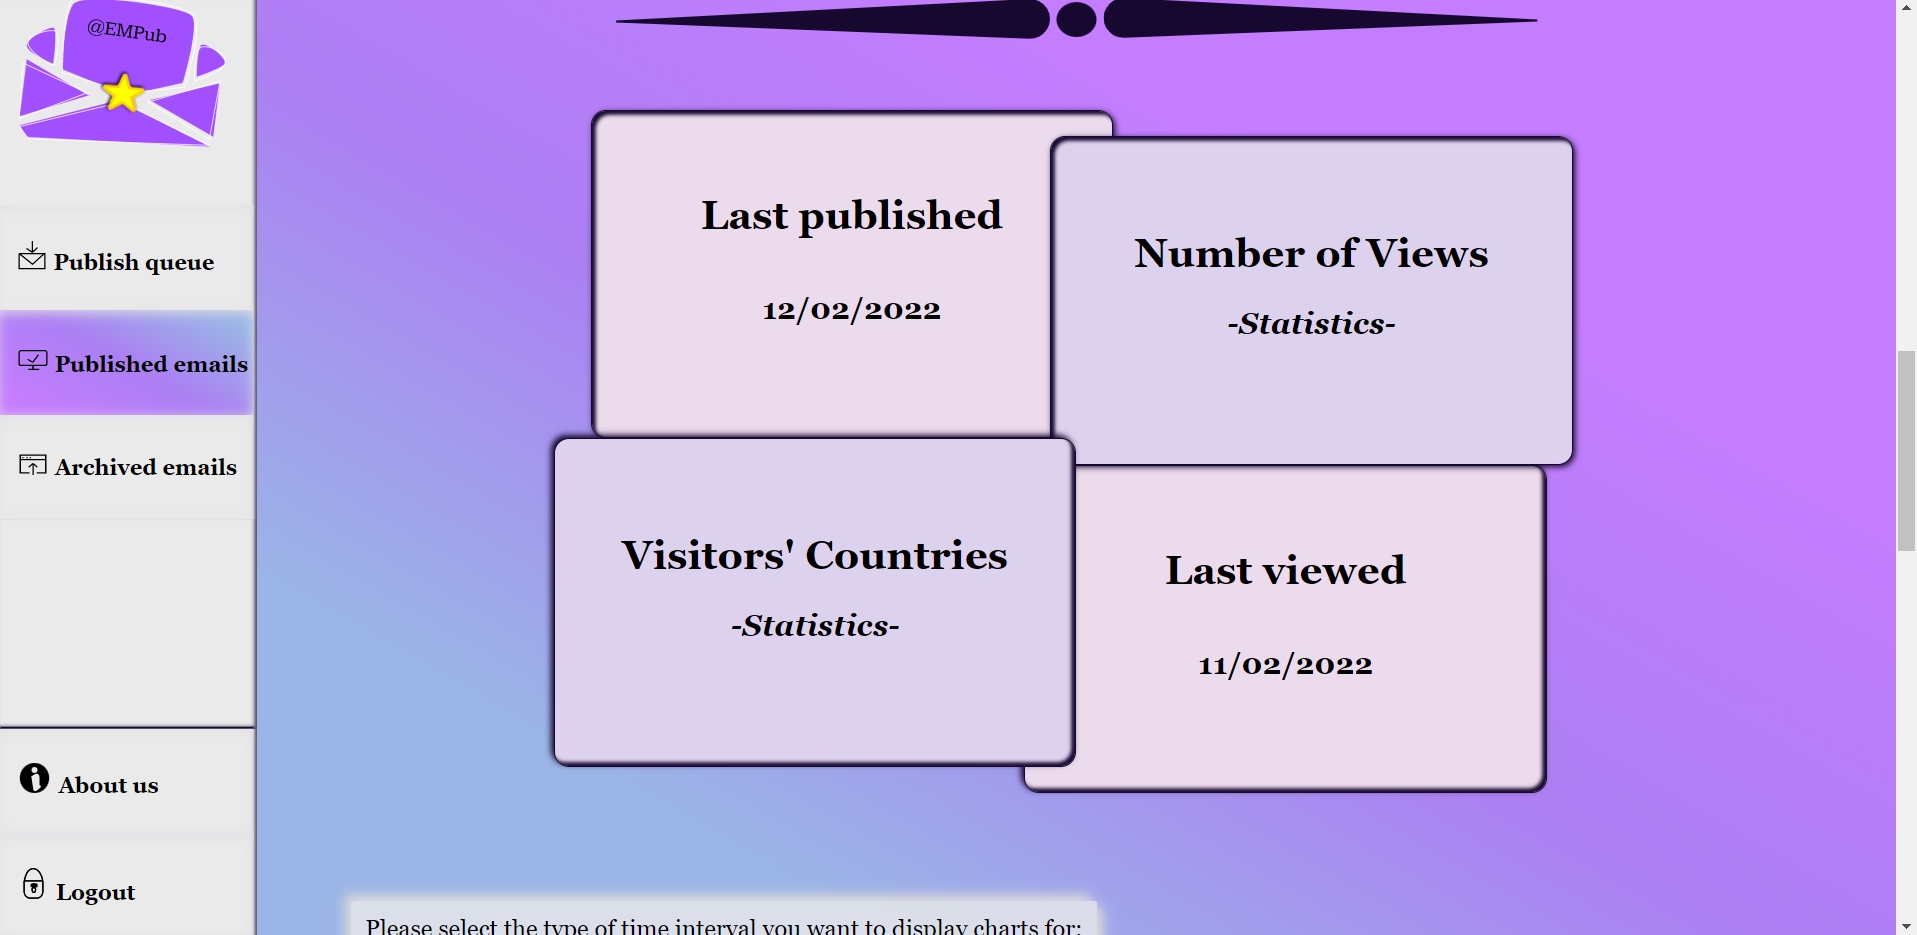 @EMPub
Publish queue
Published emails
Archived emails
About us
Logout
Last published
12/02/2022
Number of Views
-Statistics-
Visitors' Countries
-Statistics-
Last viewed
11/02/2022
Please select the type of time interval you want to display charts for: